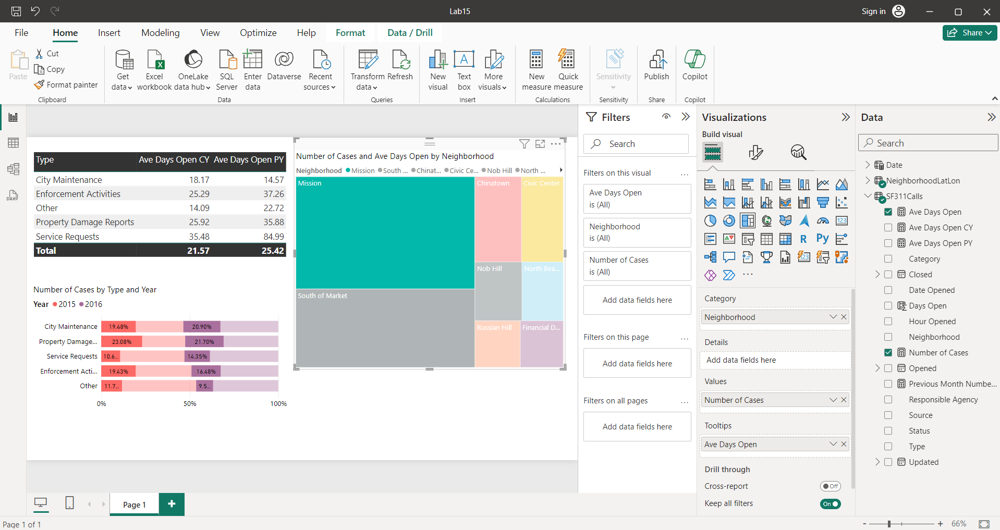 Lab15
Sign in
File
Home
Insert
Modeling
View
Optimize
Help
Format
Data / Drill
Share
Paste
Cut
Copy
Format painter
Clipboard
Get
data
Excel
workbook
OneLake
data hub
SQL
Server
Enter
data
Dataverse
Recent
sources
Data
Transform
data
Refresh
Queries
New
visual
Text
box
More
visuals
Insert
New
measure
Quick
measure
Calculations
Sensitivity
Sensitivity
Publish
Share
Copilot
Copilot
Type Ave Days Open CY Ave Days Open PY
City Maintenance 18.17 14.57
Enforcement Activities 25.29 37.26
Other 14.09 22.72
Property Damage Reports 25.92 35.88
Service Requests 35.48 84.99
Total 21.57 25.42
Number of Cases by Type and Year
Year 2015 2016
City Maintenance 19.48% 20.90%
Property Damage... 23.08% 21.70%
Service Requests 10.6... 14.35%
Enforcement Acti... 19.43% 16.48%
Other 11.7... 9.5...
0% 50% 100%
Number of Cases and Ave Days Open by Neighborhood
Neighborhood Mission South ... Chinat... Civic Ce... Nob Hill North ...
Mission
South of Market
Chinatown
Civic Center
Nob Hill
North Bea...
Russian Hill
Financial D...
Filters
Search
Filters on this visual ...
Ave Days Open
is (All)
Neighborhood
is (All)
Number of Cases
is (All)
Add data fields here
Filters on this page ...
Add data fields here
Filters on all pages ...
Add data fields here
Visualizations
Build visual
123
R
Py
123
...
Category
Neighborhood
Details
Add data fields here
Values
Number of Cases
Tooltips
Ave Days Open
Drill through
Cross-report Off
Keep all filters On
Data
Search
Date
NeighborhoodLatLon
SF311Calls
Ave Days Open
Ave Days Open CY
Ave Days Open PY
Category
Closed
Date Opened
Days Open
Hour Opened
Neighborhood
Number of Cases
Opened
Previous Month Numbe...
Responsible Agency
Source
Status
Type
Updated
DAX
Page 1
+
Page 1 of 1
- + 66%